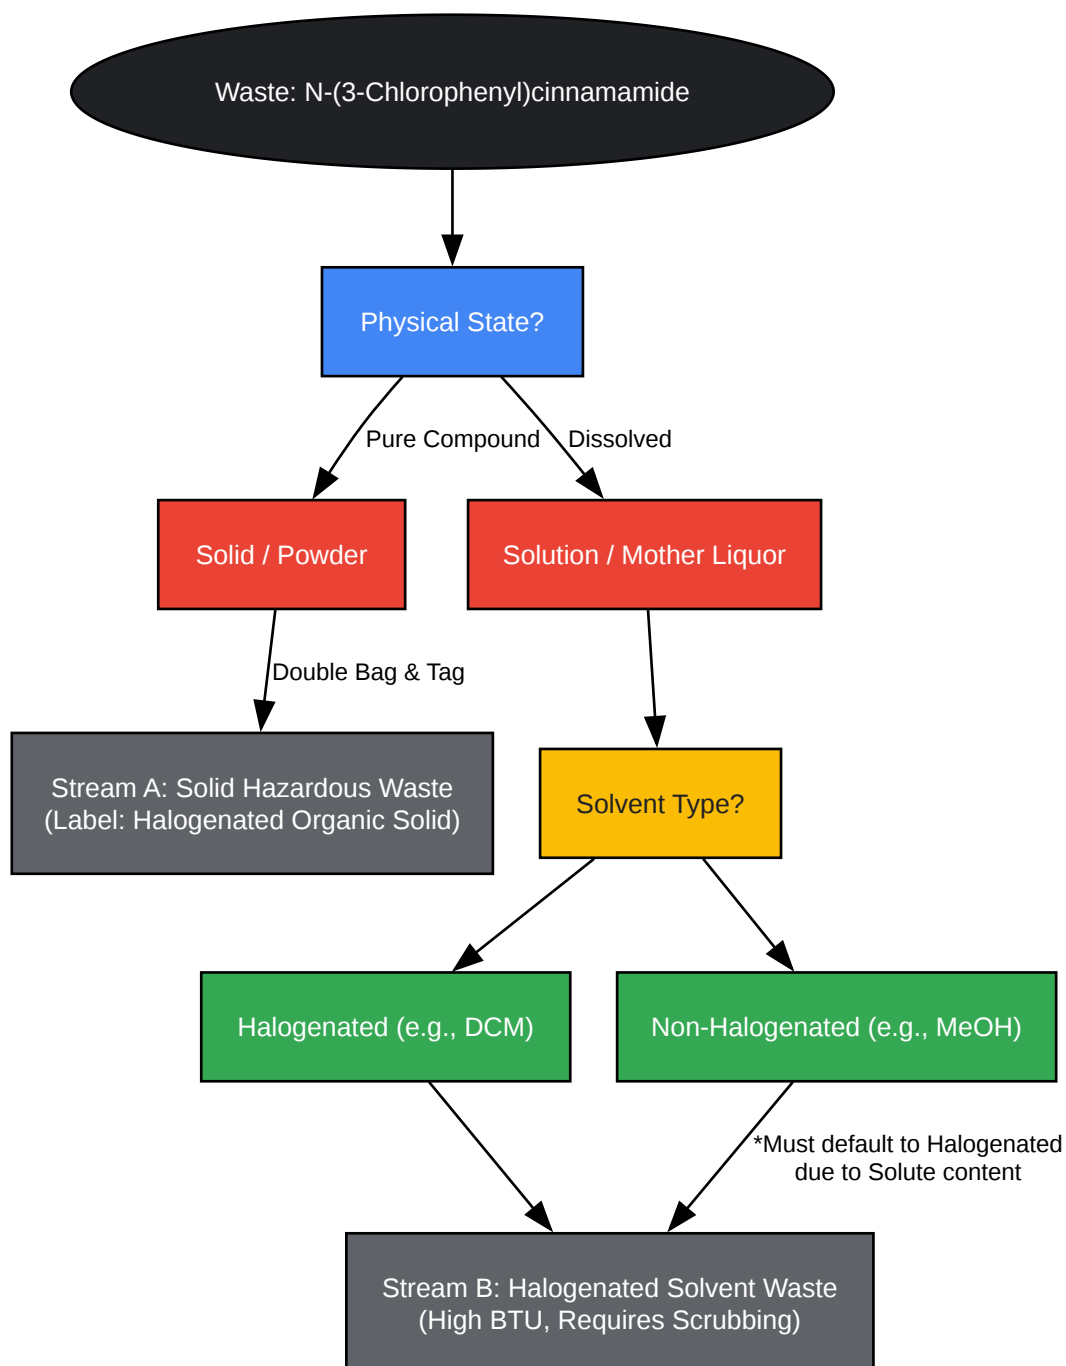 Waste: N-(3-Chlorophenyl)cinnamamide
Physical State?
Pure Compound
Dissolved
Solid / Powder
Solution / Mother Liquor
Double Bag & Tag
Stream A: Solid Hazardous Waste
(Label: Halogenated Organic Solid)
Solvent Type?
Halogenated (e.g., DCM)
Non-Halogenated (e.g., MeOH)
*Must default to Halogenated
due to Solute content
Stream B: Halogenated Solvent Waste
(High BTU, Requires Scrubbing)